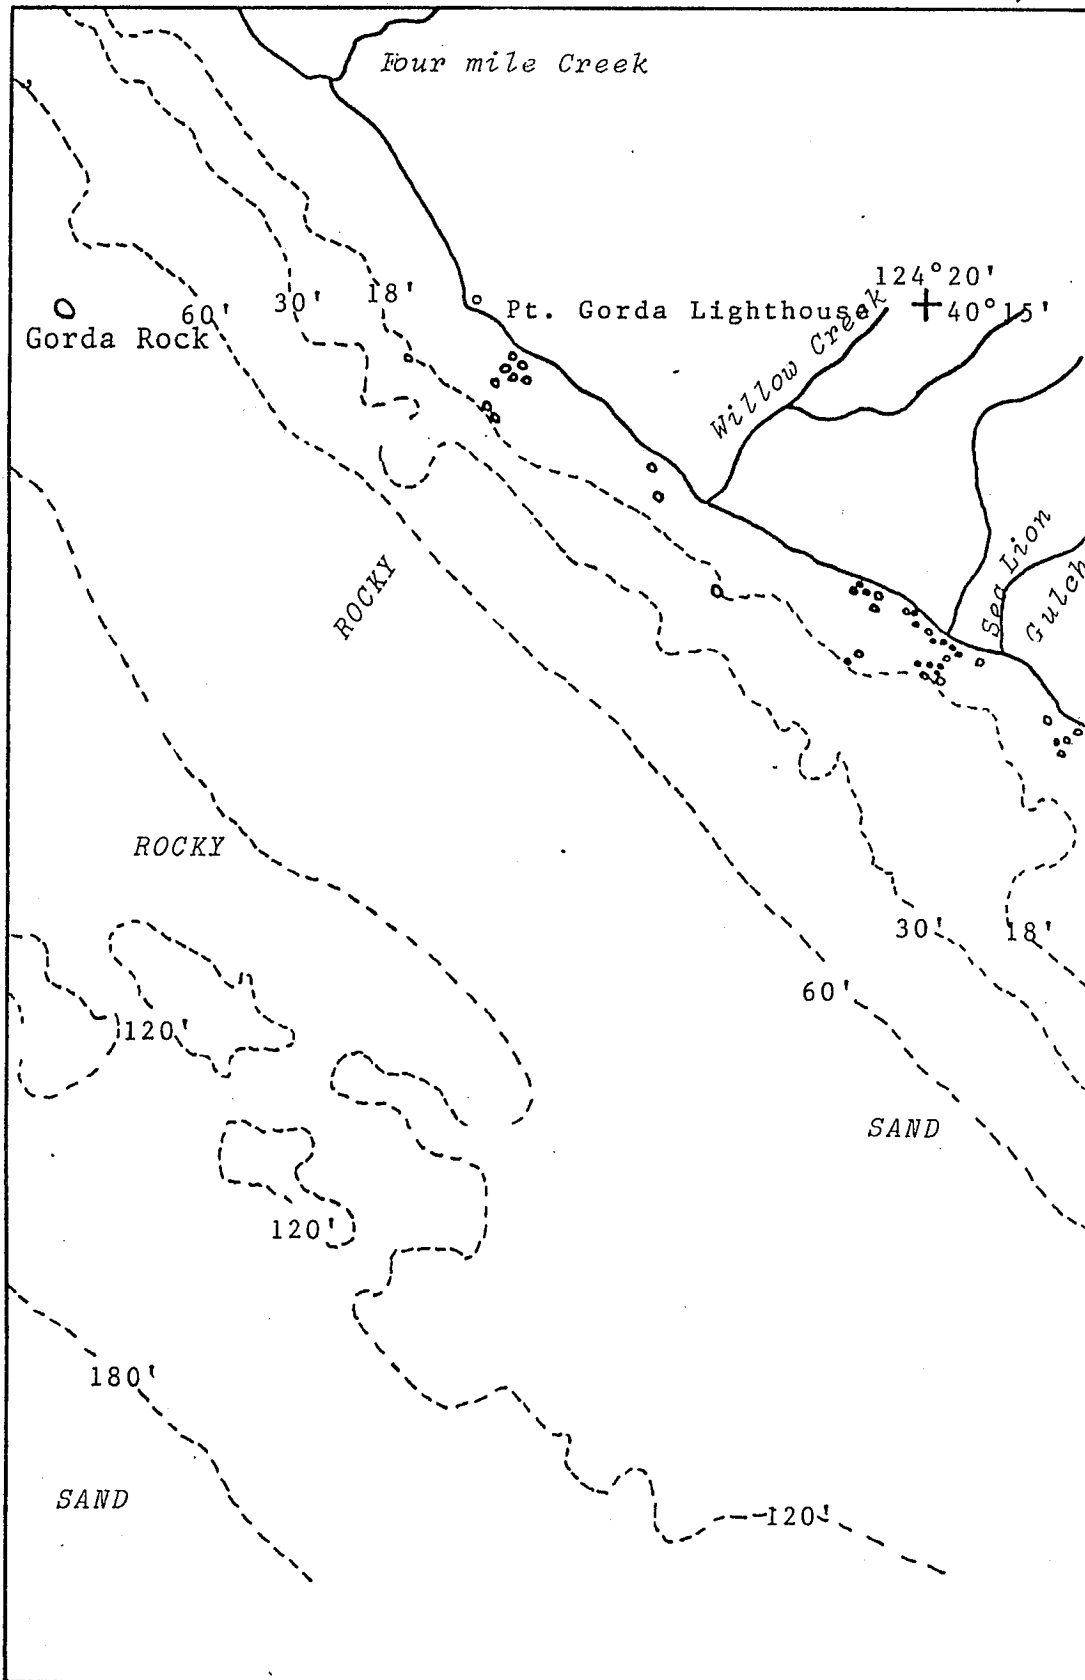 Four mile Creek
124°20'
40°15'
60'
30'
18'
Pt. Gorda Lighthouse
Gorda Rock
Willow Creek
ROCKY
Sea Lion
Gulch
ROCKY
30'
18'
60'
120'
SAND
120'
180'
SAND
120'